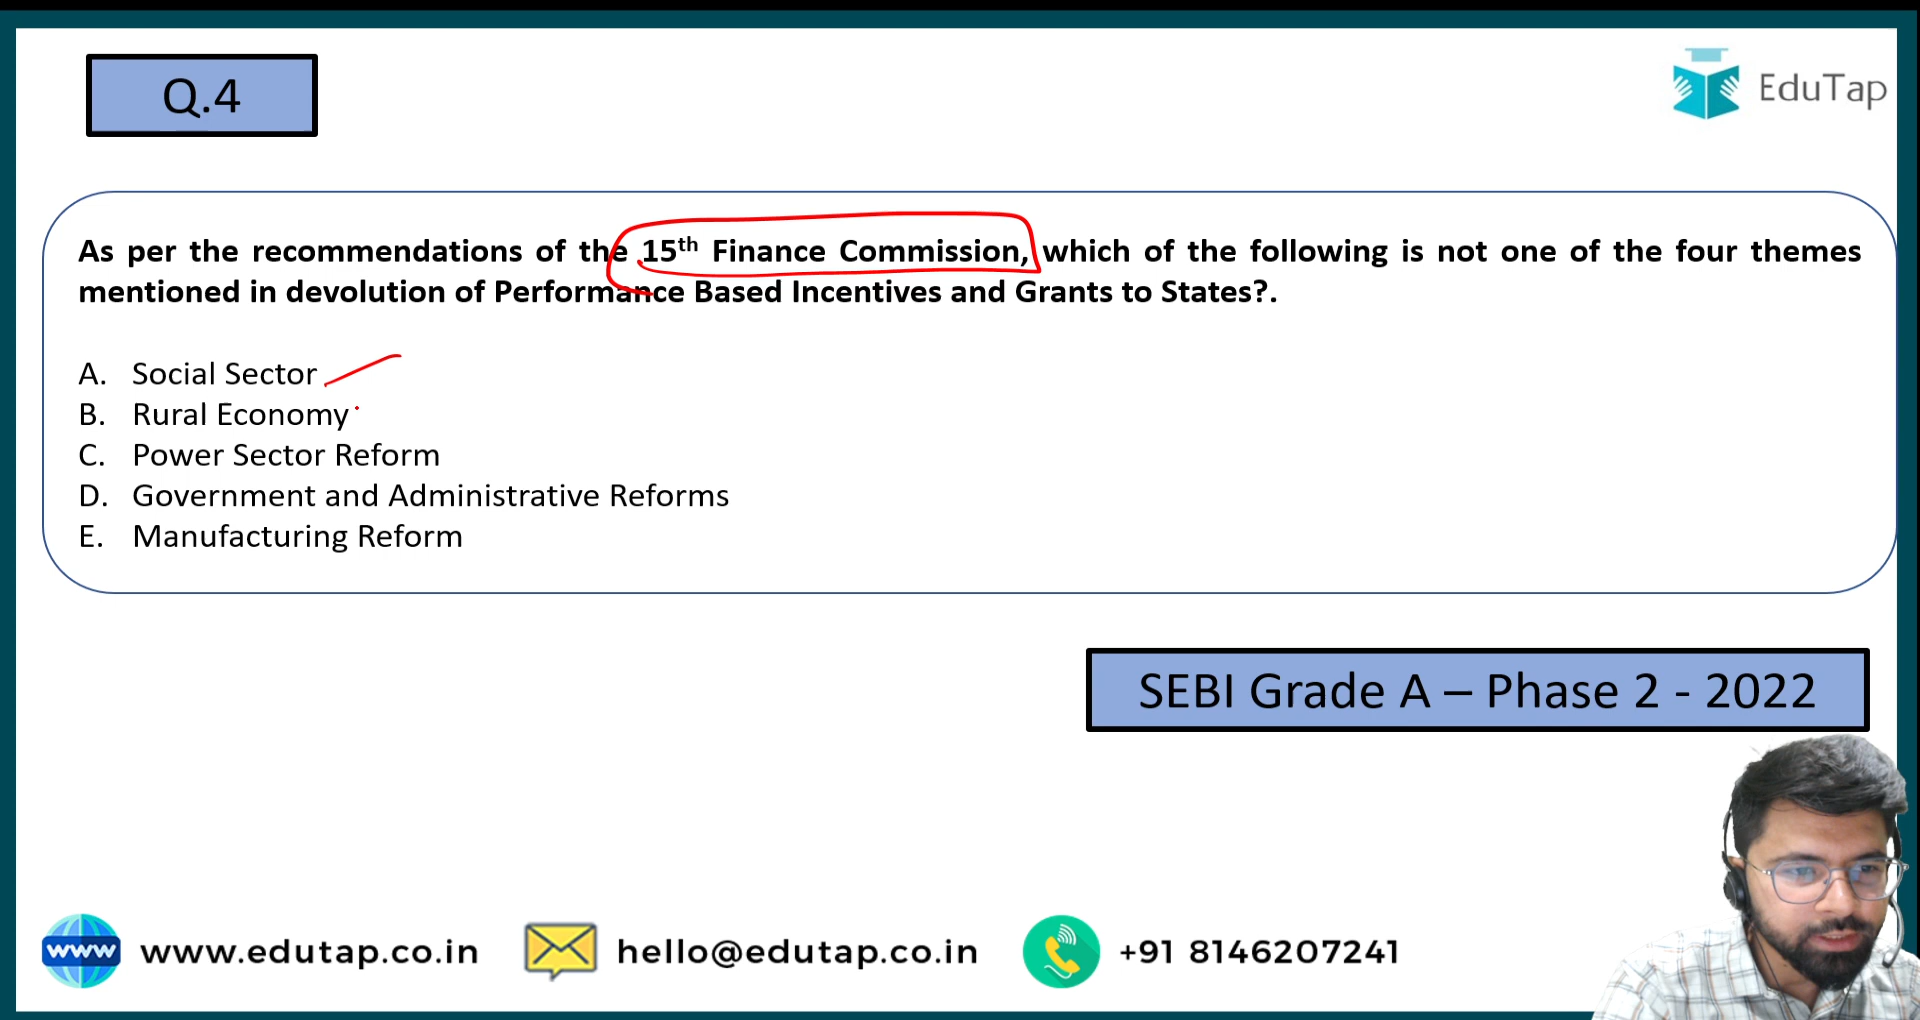 Q.4
EduTap
As per the recommendations of the 15th Finance Commission, which of the following is not one of the four themes
mentioned in devolution of Performance Based Incentives and Grants to States?.
A. Social Sector
B. Rural Economy
C. Power Sector Reform
D. Government and Administrative Reforms
E. Manufacturing Reform
SEBI Grade A – Phase 2 - 2022
www www.edutap.co.in hello@edutap.co.in +91 8146207241